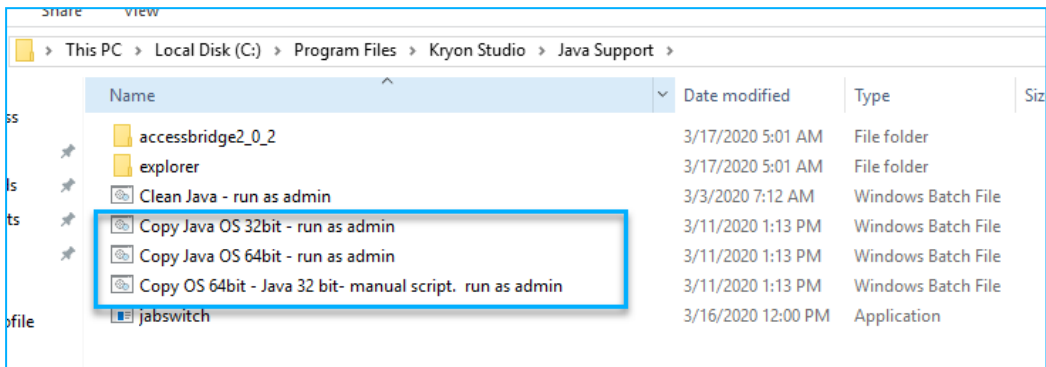 Share View
This PC > Local Disk (C:) > Program Files > Kryon Studio > Java Support >
Name Date modified Type Siz
ss
accessbridge2_0_2 3/17/2020 5:01 AM File folder
explorer 3/17/2020 5:01 AM File folder
ls Clean Java - run as admin 3/3/2020 7:12 AM Windows Batch File
ts Copy Java OS 32bit - run as admin 3/11/2020 1:13 PM Windows Batch File
Copy Java OS 64bit - run as admin 3/11/2020 1:13 PM Windows Batch File
Copy OS 64bit - Java 32 bit- manual script. run as admin 3/11/2020 1:13 PM Windows Batch File
ofile jabswitch 3/16/2020 12:00 PM Application